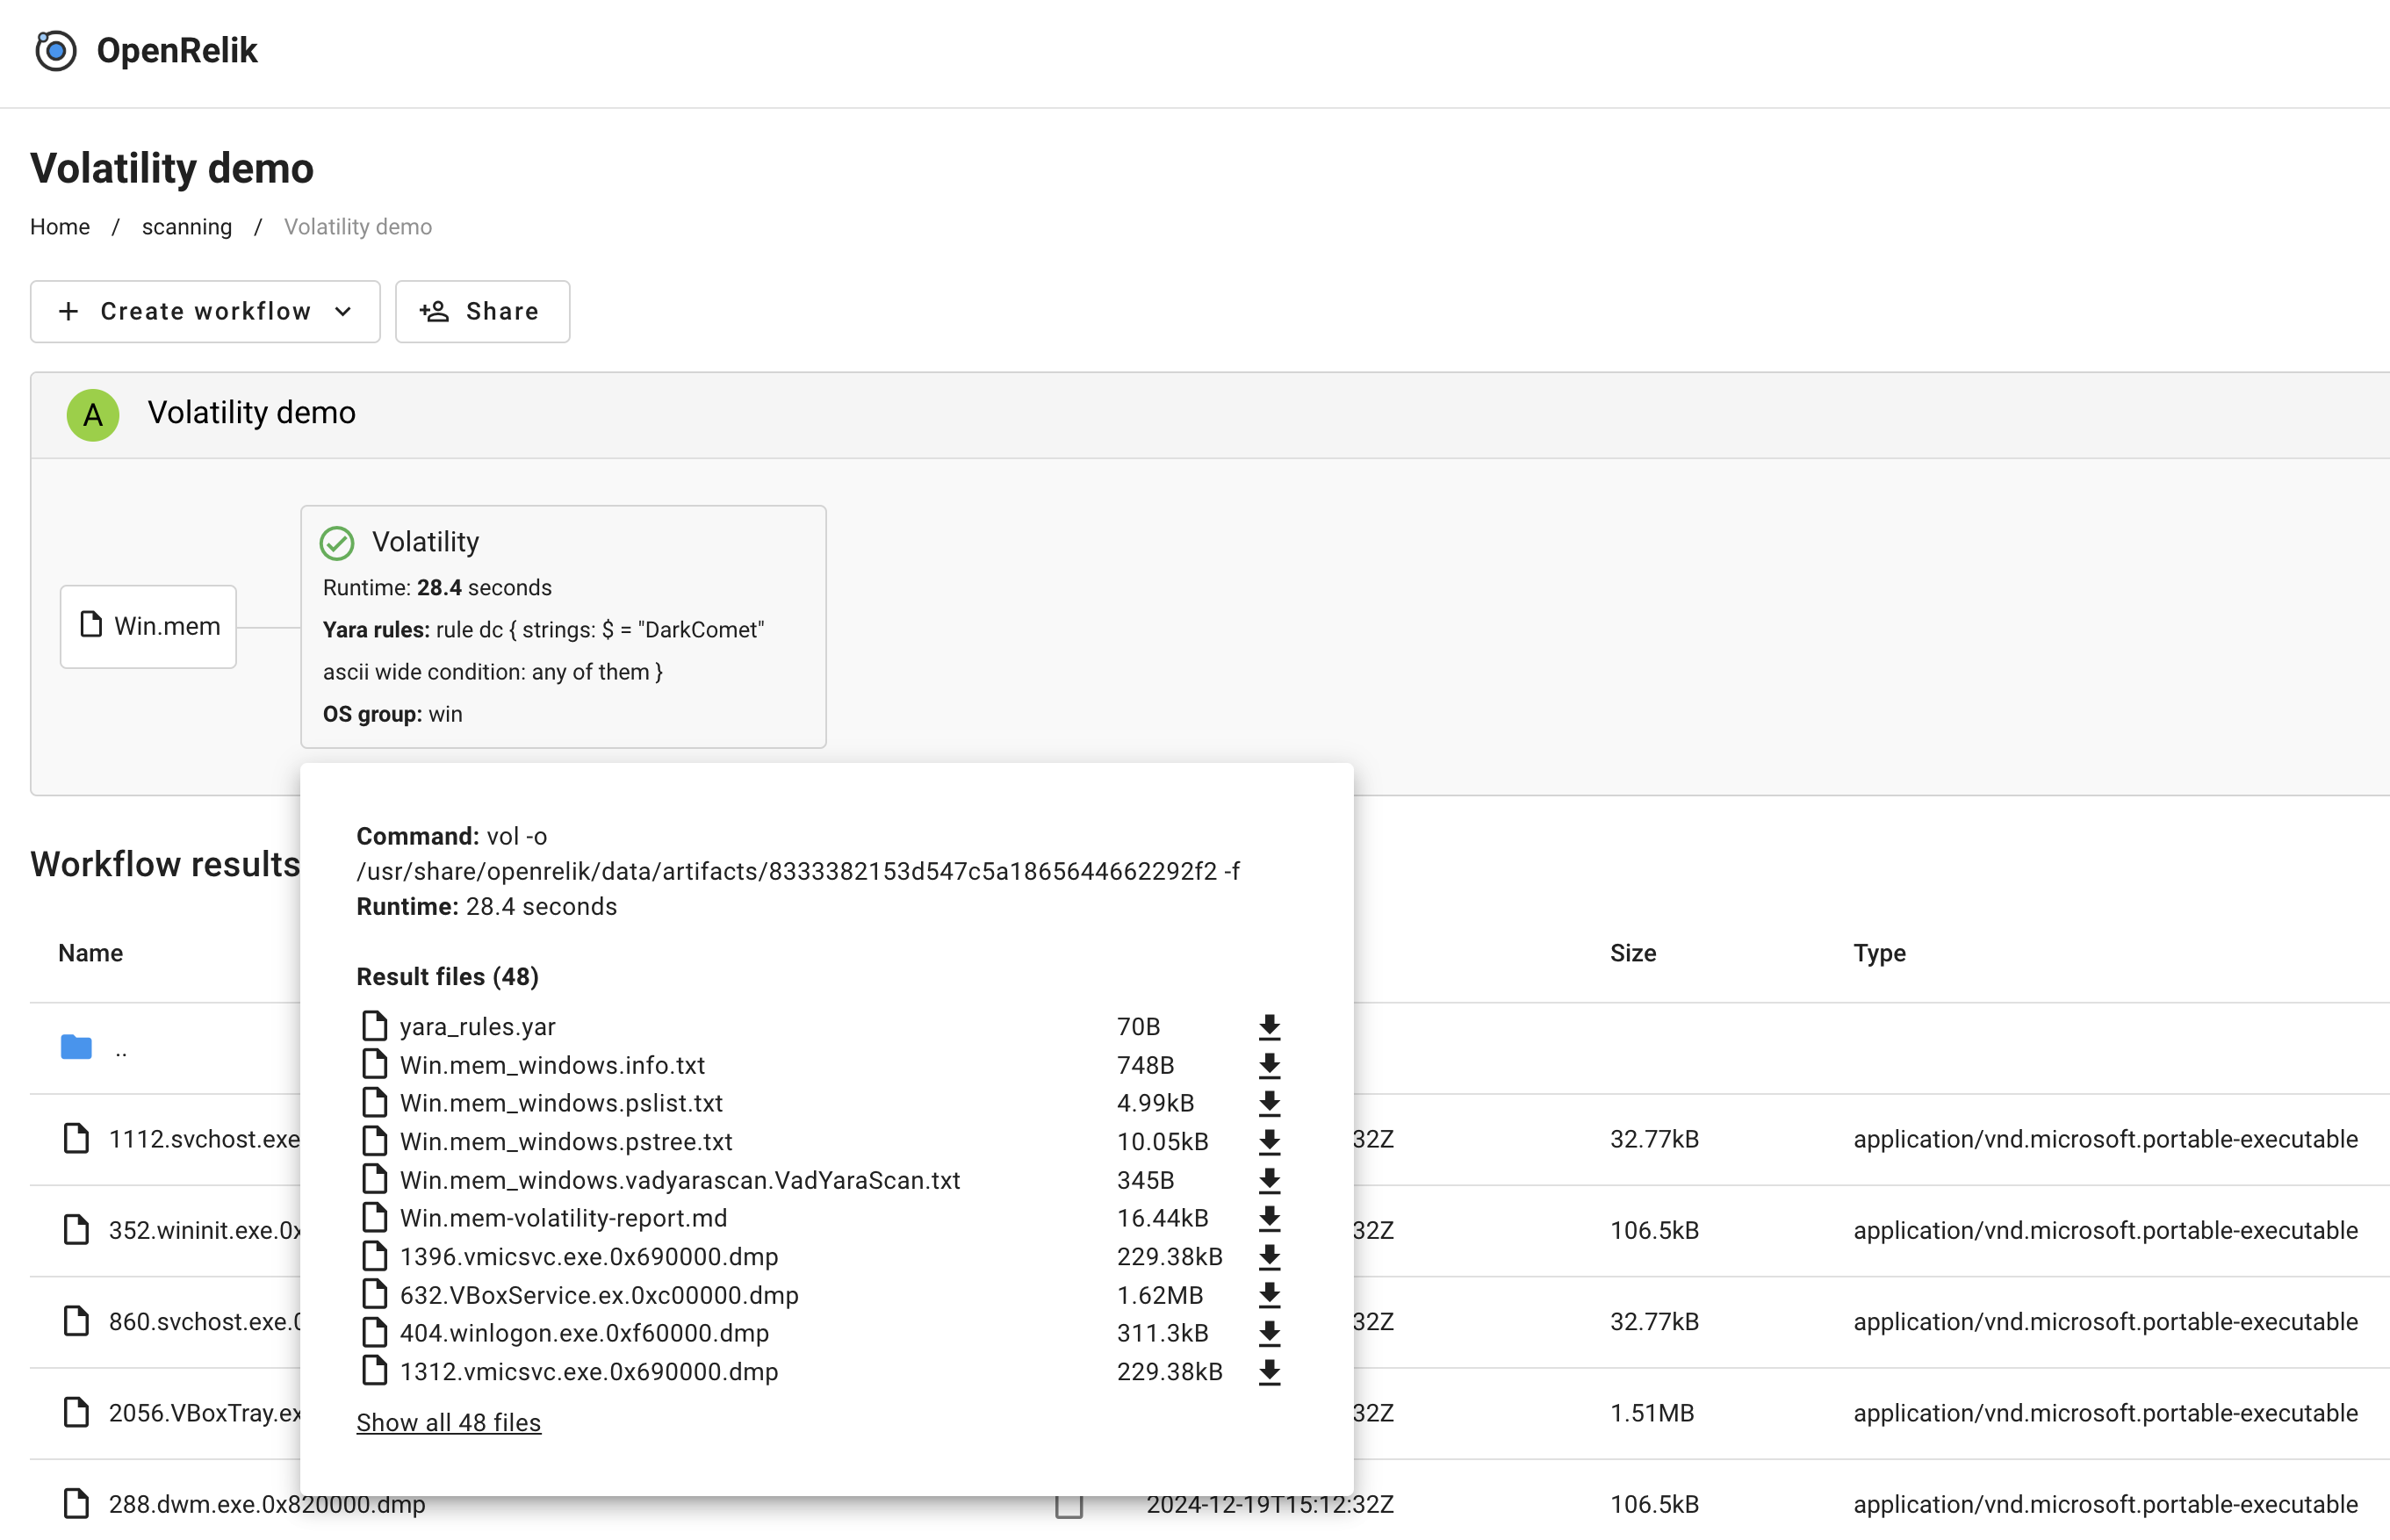 OpenRelik
Volatility demo
Home / scanning / Volatility demo
Create workflow
Share
A Volatility demo
Win.mem
Volatility
Runtime: 28.4 seconds
Yara rules: rule dc { strings: $ = "DarkComet"
ascii wide condition: any of them }
OS group: win
Command: vol -o
/usr/share/openrelik/data/artifacts/8333382153d547c5a1865644662292f2 -f
Runtime: 28.4 seconds
Result files (48)
yara_rules.yar 70B
Win.mem_windows.info.txt 748B
Win.mem_windows.pslist.txt 4.99kB
Win.mem_windows.pstree.txt 10.05kB
Win.mem_windows.vadyarascan.VadYaraScan.txt 345B
Win.mem-volatility-report.md 16.44kB
1396.vmicsvc.exe.0x690000.dmp 229.38kB
632.VBoxService.ex.0xc00000.dmp 1.62MB
404.winlogon.exe.0xf60000.dmp 311.3kB
1312.vmicsvc.exe.0x690000.dmp 229.38kB
Show all 48 files
Workflow results
Name Size Type
..
1112.svchost.exe 32Z 32.77kB application/vnd.microsoft.portable-executable
352.wininit.exe.0x 32Z 106.5kB application/vnd.microsoft.portable-executable
860.svchost.exe.0 32Z 32.77kB application/vnd.microsoft.portable-executable
2056.VBoxTray.ex 32Z 1.51MB application/vnd.microsoft.portable-executable
288.dwm.exe.0x820000.dmp 2024-12-19T15:12:32Z 106.5kB application/vnd.microsoft.portable-executable